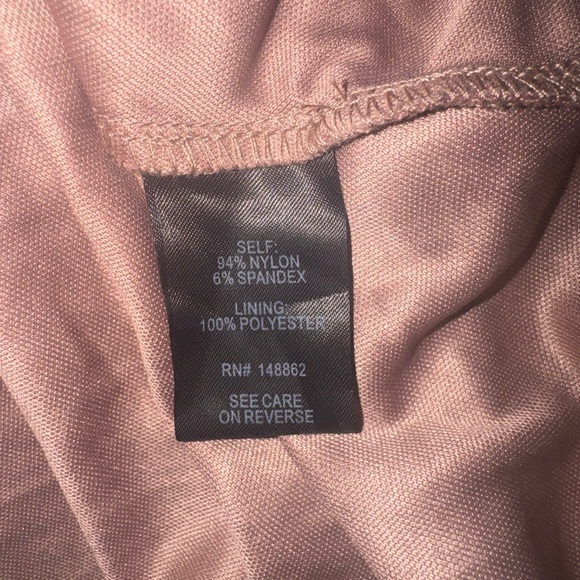 SELF:
94% NYLON
6% SPANDEX
LINING:
100% POLYESTER
RN# 148862
SEE CARE
ON REVERSE